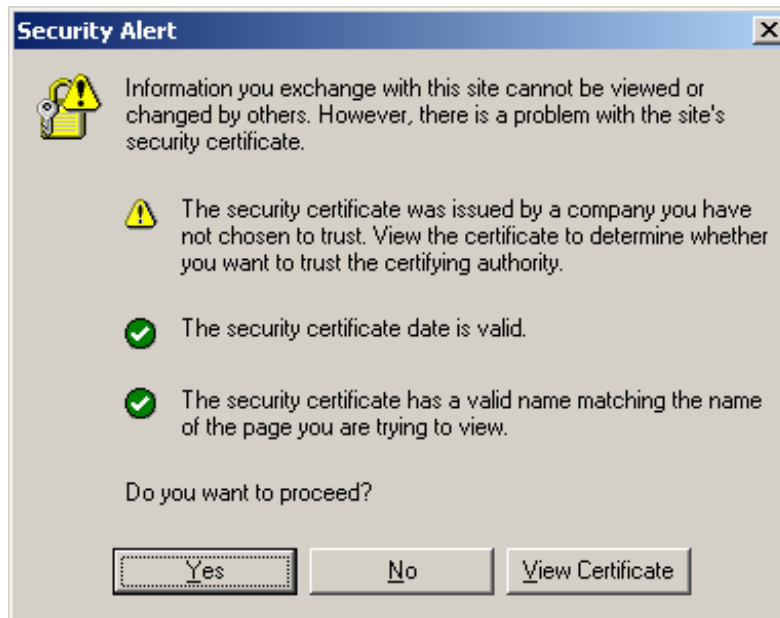 Security Alert
Information you exchange with this site cannot be viewed or
changed by others. However, there is a problem with the site's
security certificate.
The security certificate was issued by a company you have
not chosen to trust. View the certificate to determine whether
you want to trust the certifying authority.
The security certificate date is valid.
The security certificate has a valid name matching the name
of the page you are trying to view.
Do you want to proceed?
Yes No View Certificate